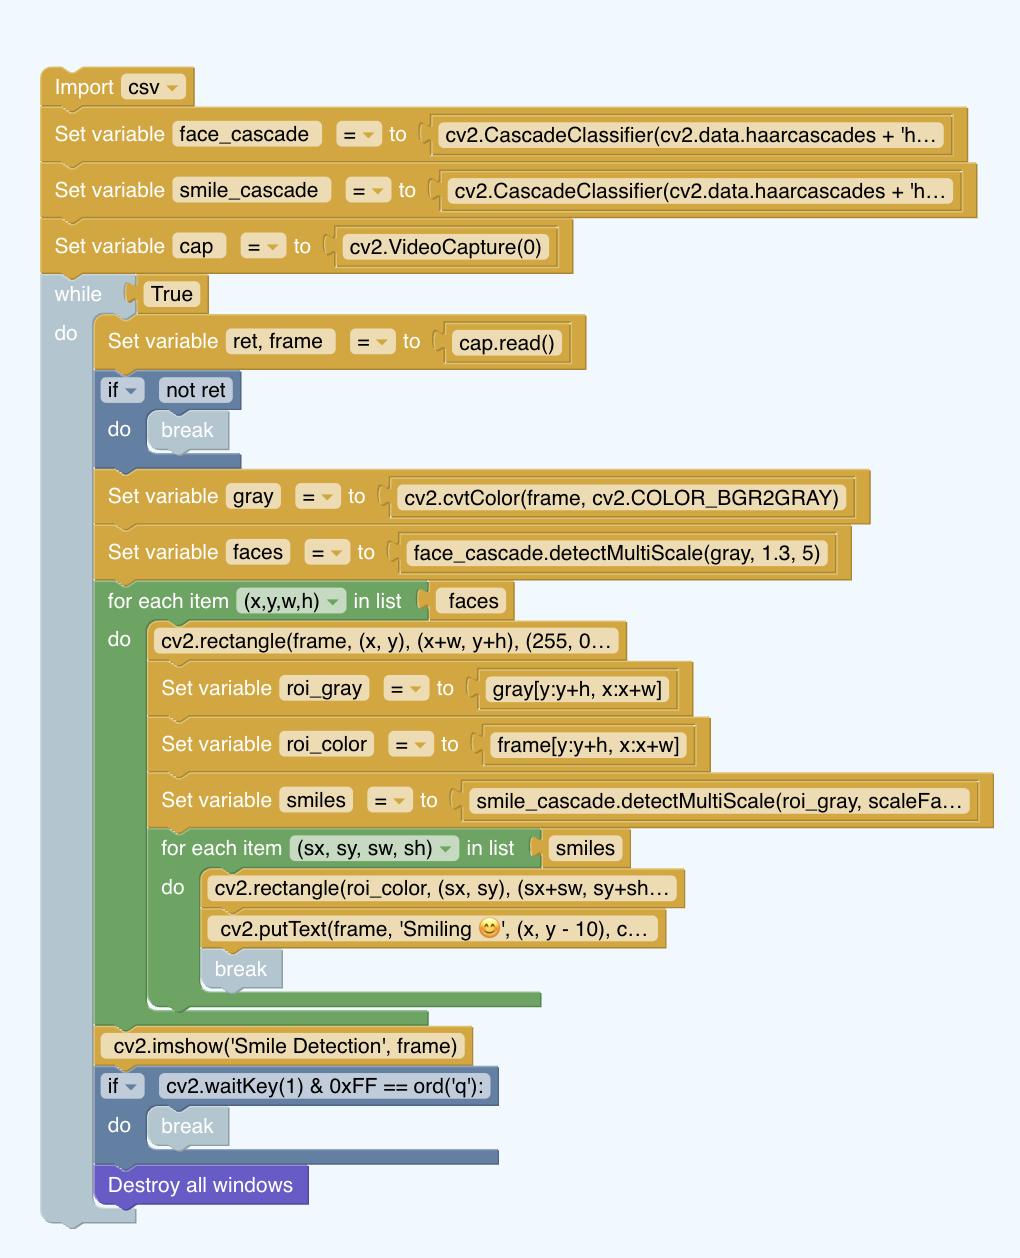 Import csv
Set variable face_cascade = to cv2.CascadeClassifier(cv2.data.haarcascades + 'h...
Set variable smile_cascade = to cv2.CascadeClassifier(cv2.data.haarcascades + 'h...
Set variable cap = to cv2.VideoCapture(0)
while True
do Set variable ret, frame = to cap.read()
if not ret
do break
Set variable gray = to cv2.cvtColor(frame, cv2.COLOR_BGR2GRAY)
Set variable faces = to face_cascade.detectMultiScale(gray, 1.3, 5)
for each item (x,y,w,h) in list faces
do cv2.rectangle(frame, (x, y), (x+w, y+h), (255, 0...
Set variable roi_gray = to gray[y:y+h, x:x+w]
Set variable roi_color = to frame[y:y+h, x:x+w]
Set variable smiles = to smile_cascade.detectMultiScale(roi_gray, scaleFa...
for each item (sx, sy, sw, sh) in list smiles
do cv2.rectangle(roi_color, (sx, sy), (sx+sw, sy+sh...
cv2.putText(frame, 'Smiling 😊', (x, y - 10), c...
break
cv2.imshow('Smile Detection', frame)
if cv2.waitKey(1) & 0xFF == ord('q'):
do break
Destroy all windows